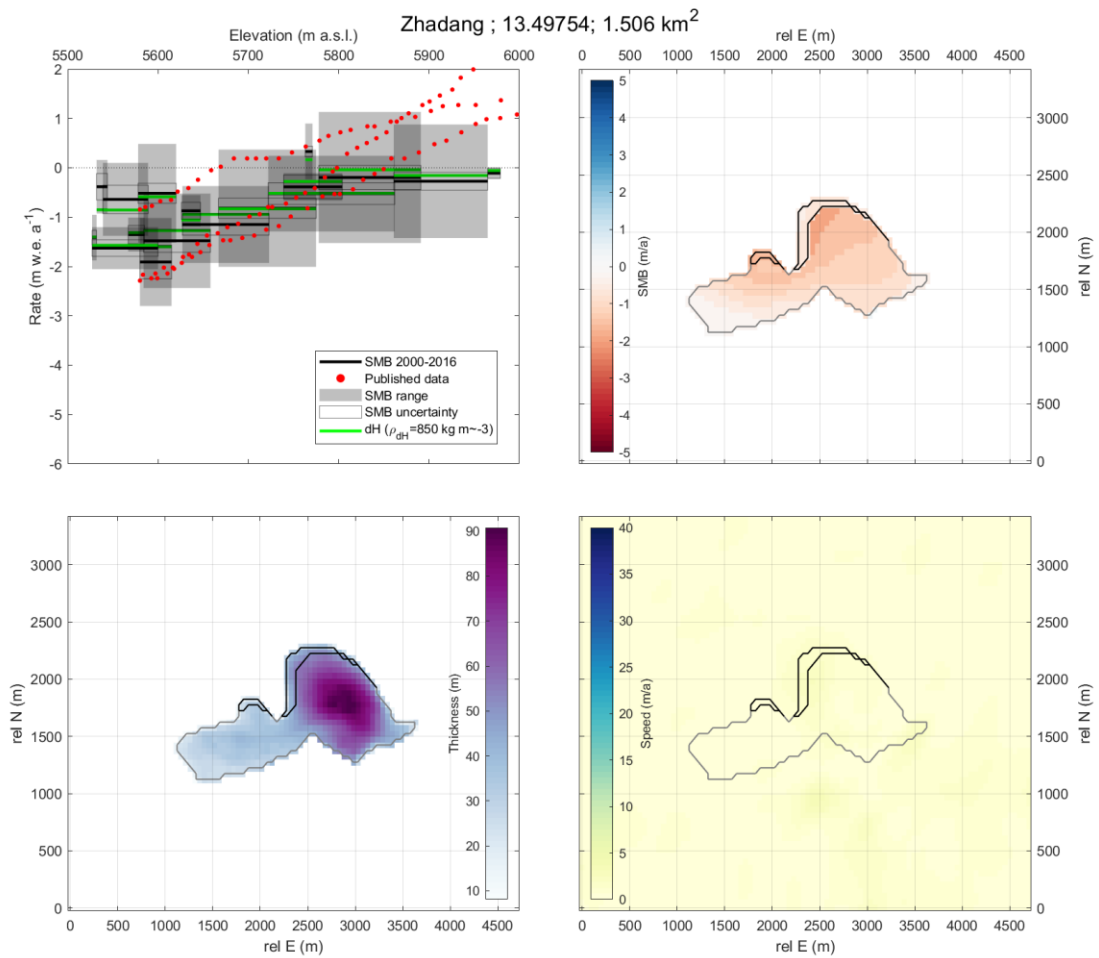 Zhadang ; 13.49754; 1.506 km2
Elevation (m a.s.l.)
5500 5600 5700 5800 5900 6000
2
1
0
-1
-2
-3
-4
-5
-6
Rate (m w.e. a-1)
SMB 2000-2016
Published data
SMB range
SMB uncertainty
dH (ρdH=850 kg m~-3)
rel E (m)
0 500 1000 1500 2000 2500 3000 3500 4000 4500
5
4
3
2
1
0
-1
-2
-3
-4
-5
SMB (m/a)
3000
2500
2000
1500
1000
500
0
rel N (m)
3000
2500
2000
1500
1000
500
0
rel N (m)
90
80
70
60
50
40
30
20
10
Thickness (m)
0 500 1000 1500 2000 2500 3000 3500 4000 4500
rel E (m)
40
35
30
25
20
15
10
5
0
Speed (m/a)
3000
2500
2000
1500
1000
500
0
rel N (m)
0 500 1000 1500 2000 2500 3000 3500 4000 4500
rel E (m)